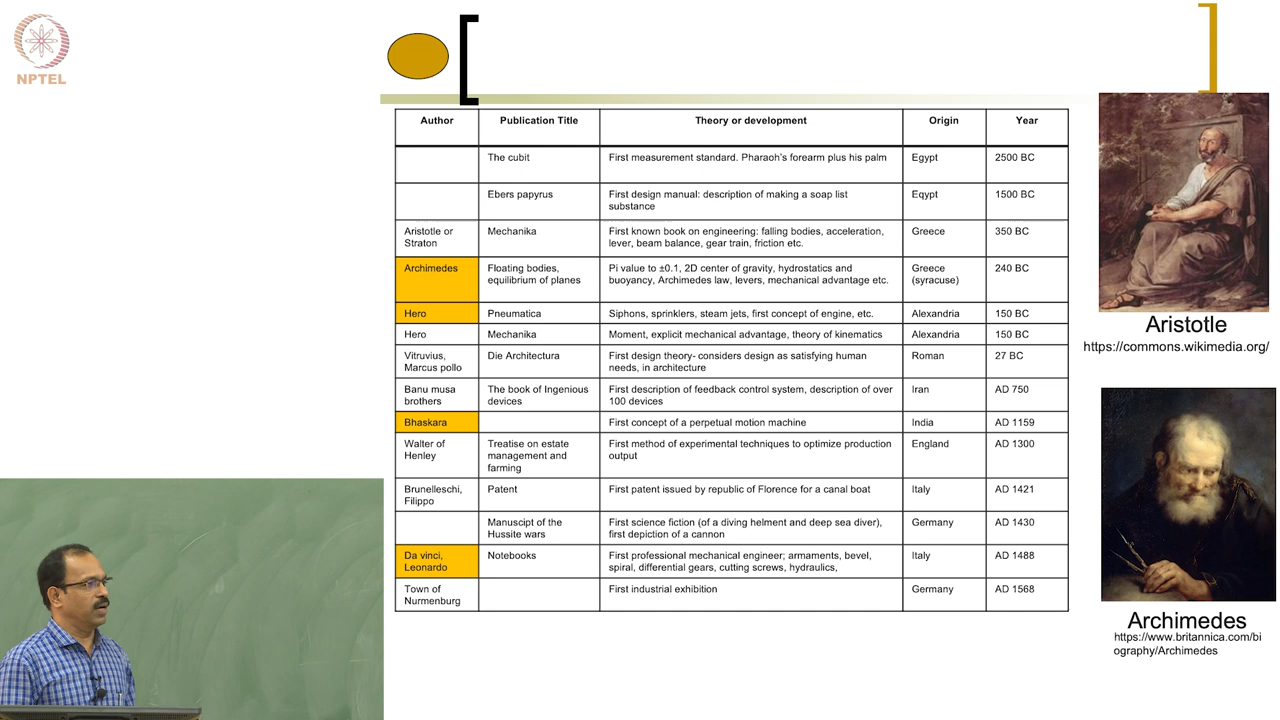 NPTEL
Author Publication Title Theory or development Origin Year
The cubit First measurement standard. Pharaoh's forearm plus his palm Egypt 2500 BC
Ebers papyrus First design manual: description of making a soap list Eqypt 1500 BC
substance
Aristotle or Mechanika First known book on engineering: falling bodies, acceleration, Greece 350 BC
Straton lever, beam balance, gear train, friction etc.
Archimedes Floating bodies, Pi value to ±0.1, 2D center of gravity, hydrostatics and Greece 240 BC
equilibrium of planes buoyancy, Archimedes law, levers, mechanical advantage etc. (syracuse)
Hero Pneumatica Siphons, sprinklers, steam jets, first concept of engine, etc. Alexandria 150 BC
Hero Mechanika Moment, explicit mechanical advantage, theory of kinematics Alexandria 150 BC
Vitruvius, Die Architectura First design theory- considers design as satisfying human Roman 27 BC
Marcus pollo needs, in architecture
Banu musa The book of Ingenious First description of feedback control system, description of over Iran AD 750
brothers devices 100 devices
Bhaskara First concept of a perpetual motion machine India AD 1159
Walter of Treatise on estate First method of experimental techniques to optimize production England AD 1300
Henley management and output
farming
Brunelleschi, Patent First patent issued by republic of Florence for a canal boat Italy AD 1421
Filippo
Manuscipt of the First science fiction (of a diving helment and deep sea diver), Germany AD 1430
Hussite wars first depiction of a cannon
Da vinci, Notebooks First professional mechanical engineer; armaments, bevel, Italy AD 1488
Leonardo spiral, differential gears, cutting screws, hydraulics,
Town of First industrial exhibition Germany AD 1568
Nurmenburg
Aristotle
https://commons.wikimedia.org/
Archimedes
https://www.britannica.com/bi
ography/Archimedes